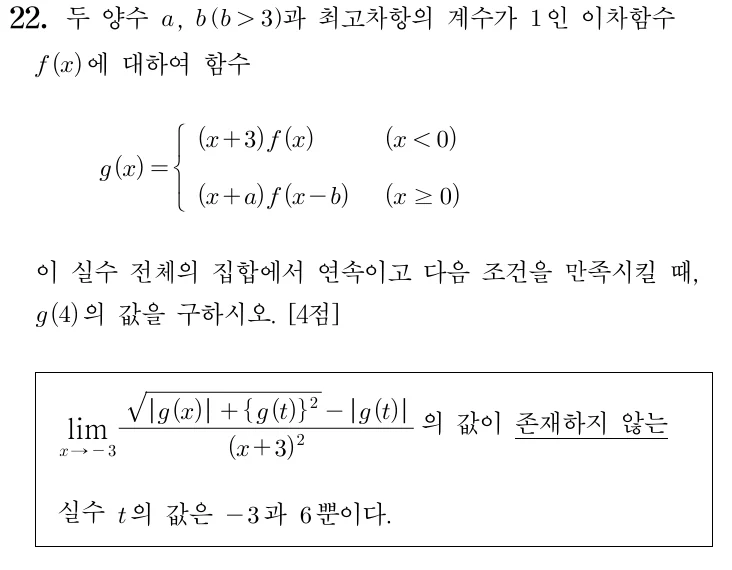 22. 두 양수 a, b(b>3)과 최고차항의 계수가 1인 이차함수
f(x)에 대하여 함수
g(x)={ (x+3)f(x) (x<0)
(x+a)f(x-b) (x≥0)
이 실수 전체의 집합에서 연속이고 다음 조건을 만족시킬 때,
g(4)의 값을 구하시오. [4점]
lim_{x→-3} (√(|g(x)|+{g(t)}²)-|g(t)|)/(x+3)² 의 값이 존재하지 않는
실수 t의 값은 -3과 6뿐이다.